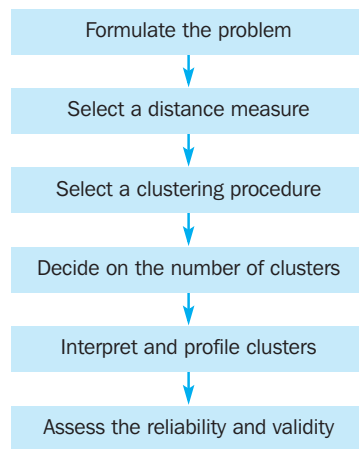 Formulate the problem
Select a distance measure
Select a clustering procedure
Decide on the number of clusters
Interpret and profile clusters
Assess the reliability and validity